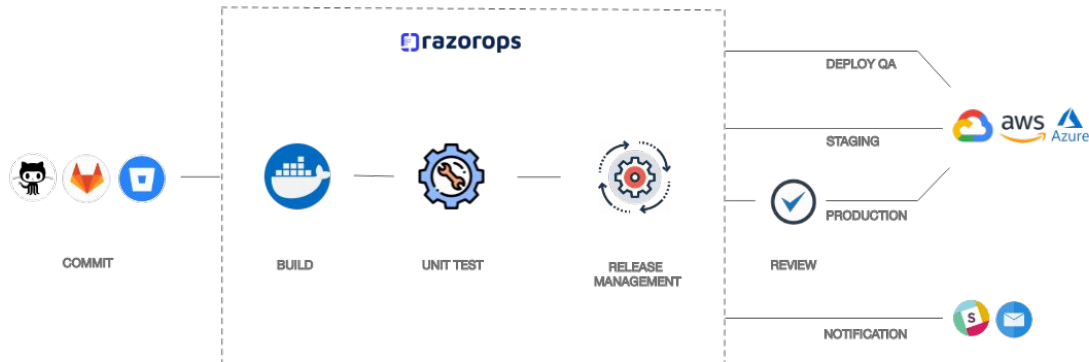 razorops
DEPLOY QA
aws
Azure
STAGING
PRODUCTION
COMMIT
BUILD
UNIT TEST
RELEASE
MANAGEMENT
REVIEW
S
NOTIFICATION